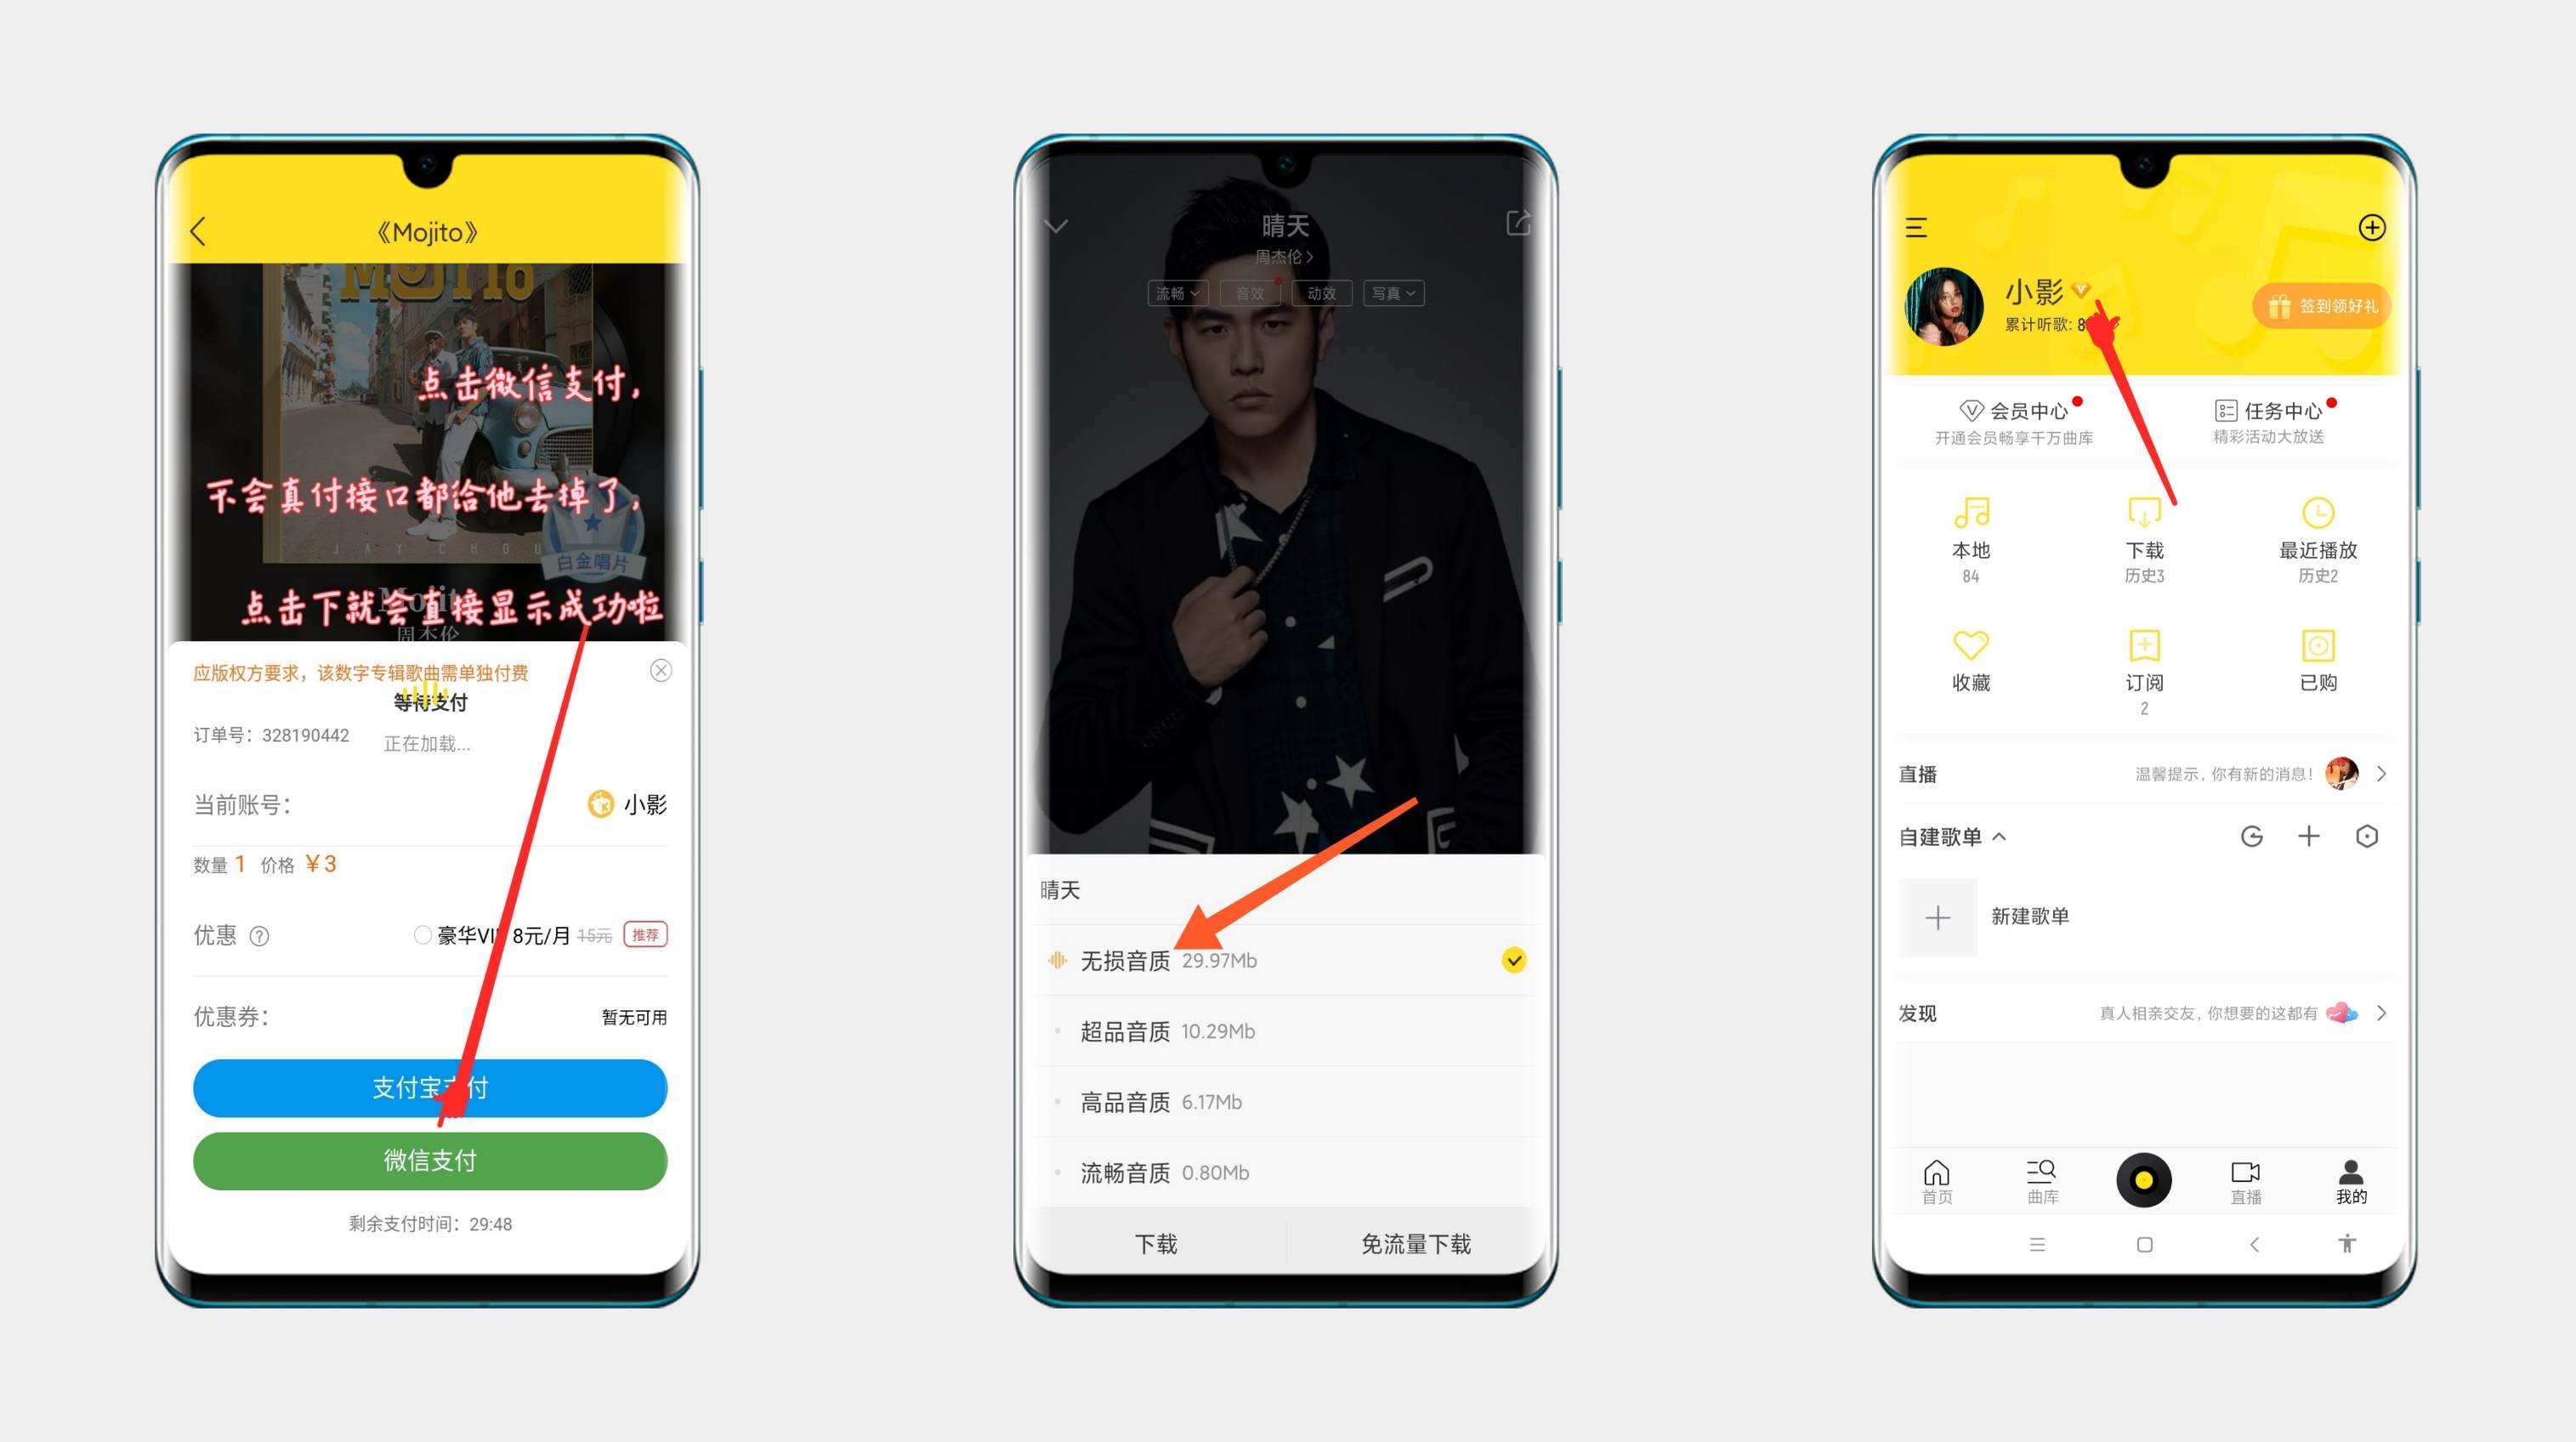 《Mojito》
Mojito
点击微信支付，
不会真付接口都给他去掉了，
JAY CHOU
白金唱片
点击下就会直接显示成功啦
周杰伦
应版权方要求，该数字专辑歌曲需单独付费
等待支付
订单号：328190442
正在加载...
当前账号：
小影
数量 1 价格 ￥3
优惠 ?
豪华VI 8元/月 15元 推荐
优惠券：
暂无可用
支付宝支付
微信支付
剩余支付时间：29:48
晴天
周杰伦
流畅 音效 动效 写真
晴天
无损音质 29.97Mb
超品音质 10.29Mb
高品音质 6.17Mb
流畅音质 0.80Mb
下载 免流量下载
小影
累计听歌: 8
签到领好礼
会员中心
开通会员畅享千万曲库
任务中心
精彩活动大放送
本地
84
下载
历史3
最近播放
历史2
收藏
订阅
2
已购
直播 温馨提示，你有新的消息！
自建歌单
新建歌单
发现 真人相亲交友，你想要的这都有
首页 曲库 直播 我的